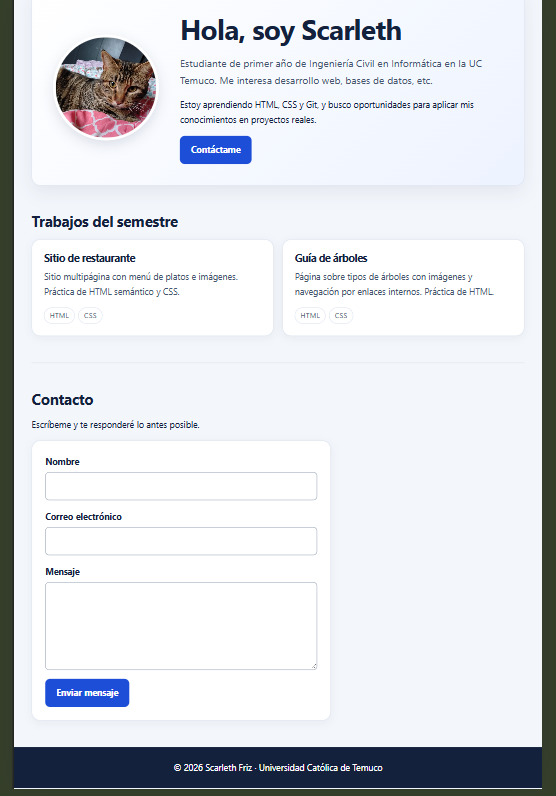 Hola, soy Scarleth
Estudiante de primer año de Ingeniería Civil en Informática en la UC
Temuco. Me interesa desarrollo web, bases de datos, etc.
Estoy aprendiendo HTML, CSS y Git, y busco oportunidades para aplicar mis
conocimientos en proyectos reales.
Contáctame
Trabajos del semestre
Sitio de restaurante
Sitio multipágina con menú de platos e imágenes.
Práctica de HTML semántico y CSS.
HTML CSS
Guía de árboles
Página sobre tipos de árboles con imágenes y
navegación por enlaces internos. Práctica de HTML.
HTML CSS
Contacto
Escríbeme y te responderé lo antes posible.
Nombre
Correo electrónico
Mensaje
Enviar mensaje
© 2026 Scarleth Friz · Universidad Católica de Temuco